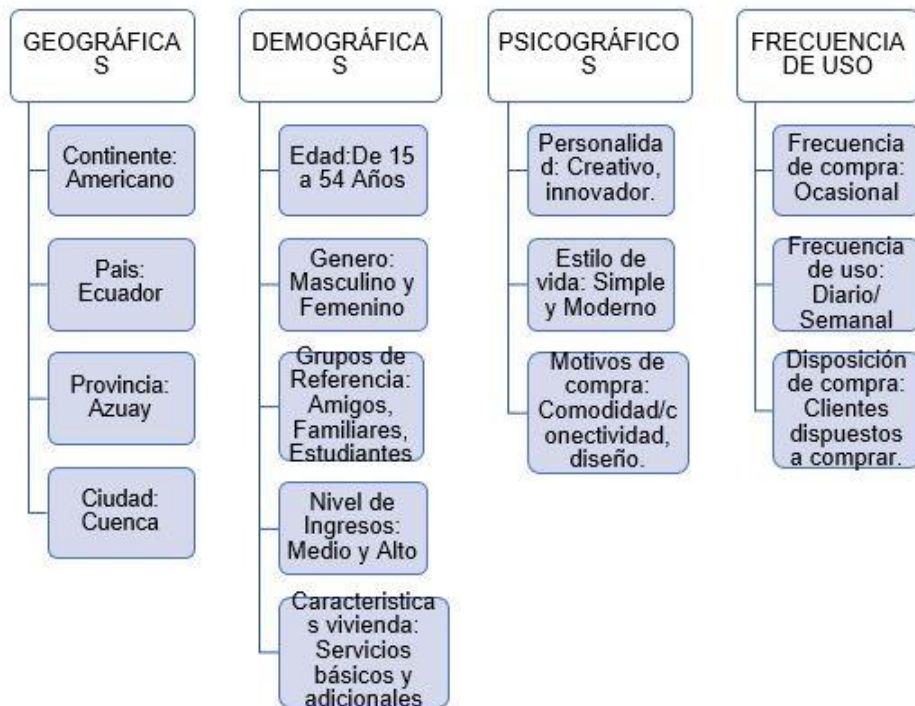 GEOGRÁFICA
S
Continente:
Americano
Pais:
Ecuador
Provincia:
Azuay
Ciudad:
Cuenca
DEMOGRÁFICA
S
Edad:De 15
a 54 Años
Genero:
Masculino y
Femenino
Grupos de
Referencia:
Amigos,
Familiares,
Estudiantes
Nivel de
Ingresos:
Medio y Alto
Caracteristica
s vivienda:
Servicios
básicos y
adicionales
PSICOGRÁFICO
S
Personalida
d: Creativo,
innovador.
Estilo de
vida: Simple
y Moderno
Motivos de
compra:
Comodidad/c
onectividad,
diseño.
FRECUENCIA
DE USO
Frecuencia
de compra:
Ocasional
Frecuencia
de uso:
Diario/
Semanal
Disposición
de compra:
Clientes
dispuestos
a comprar.